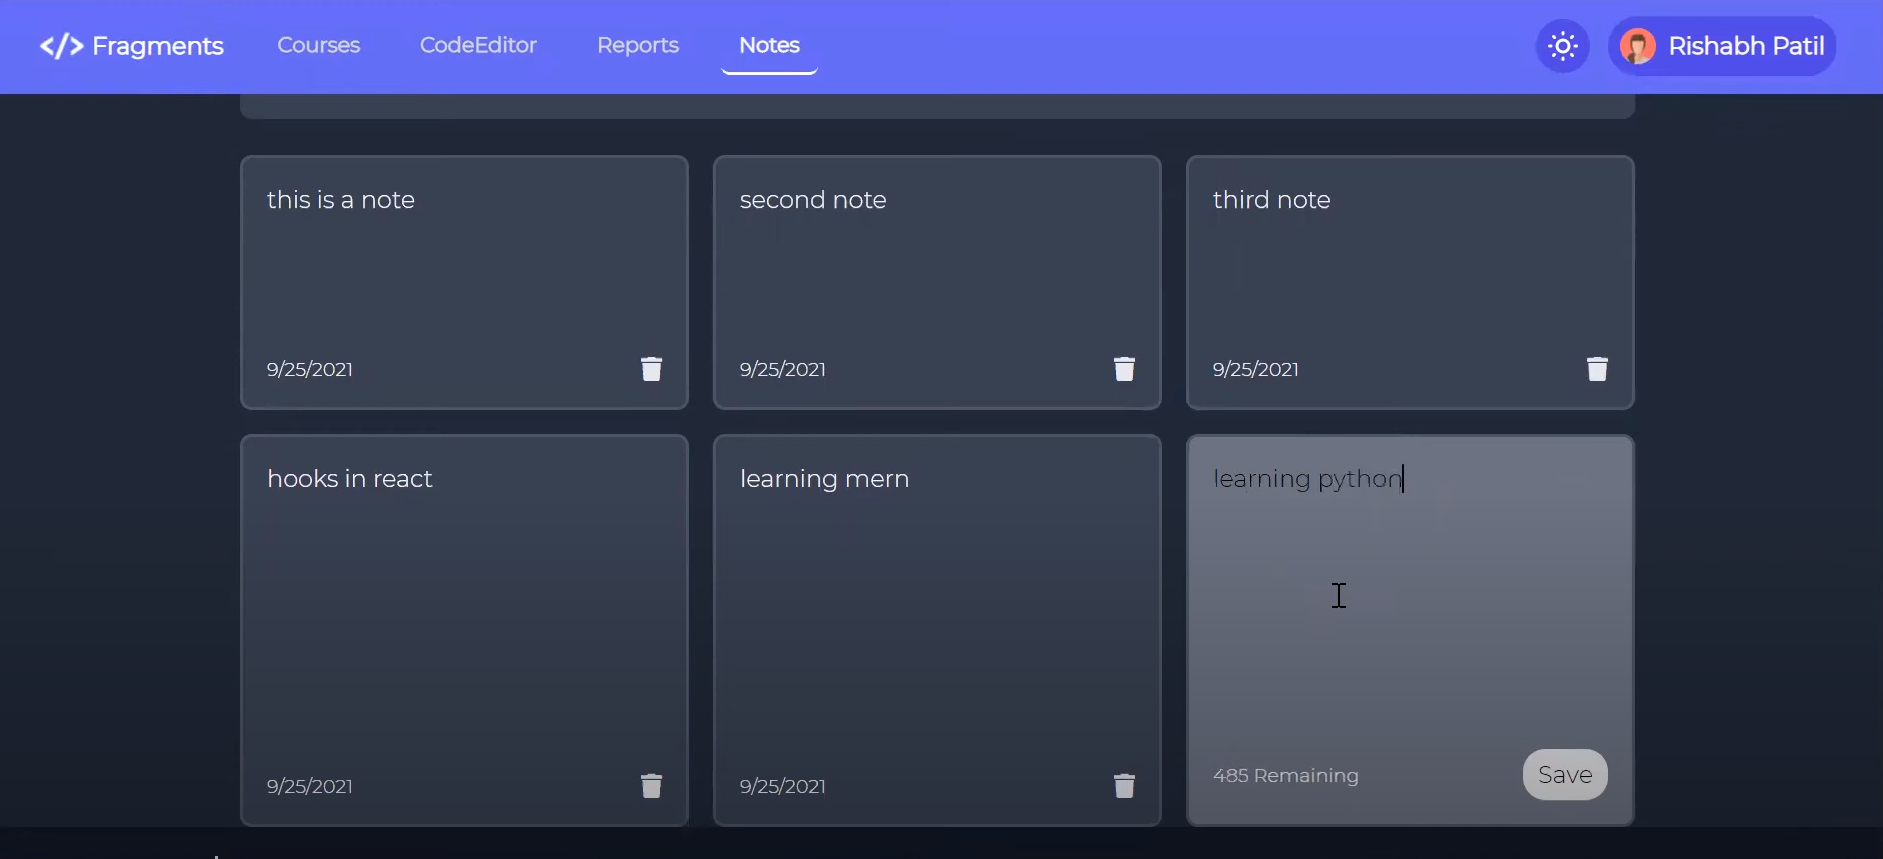 </> Fragments Courses CodeEditor Reports Notes Rishabh Patil
this is a note
9/25/2021
second note
9/25/2021
third note
9/25/2021
hooks in react
9/25/2021
learning mern
9/25/2021
learning python
485 Remaining Save